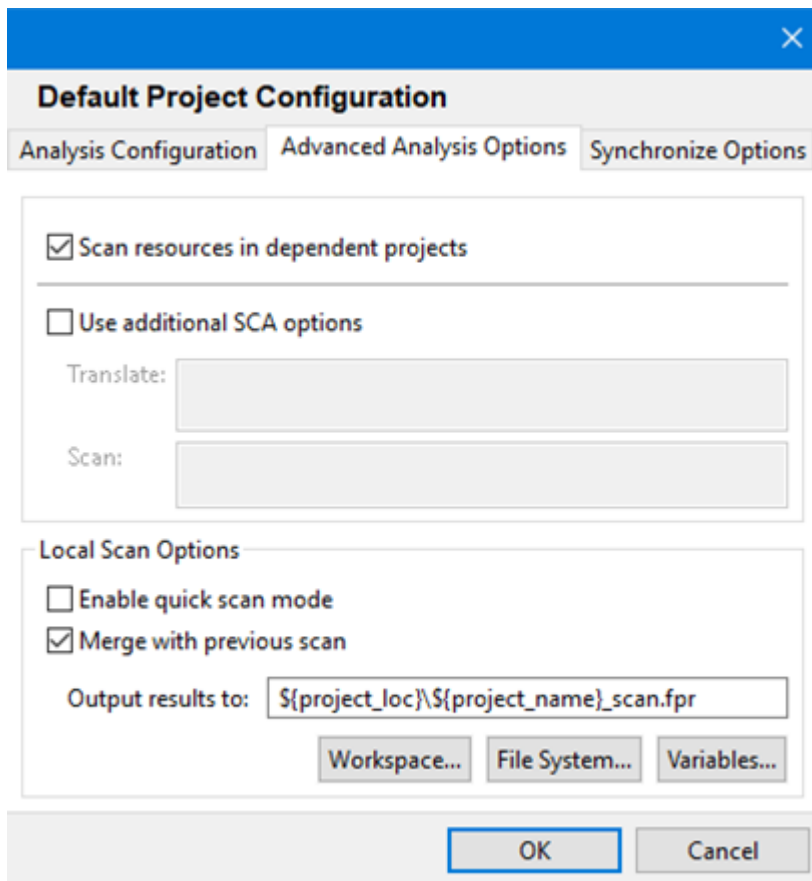 Default Project Configuration
Analysis Configuration Advanced Analysis Options Synchronize Options
Scan resources in dependent projects
Use additional SCA options
Translate:
Scan:
Local Scan Options
Enable quick scan mode
Merge with previous scan
Output results to: ${project_loc}\${project_name}_scan.fpr
Workspace... File System... Variables...
OK Cancel